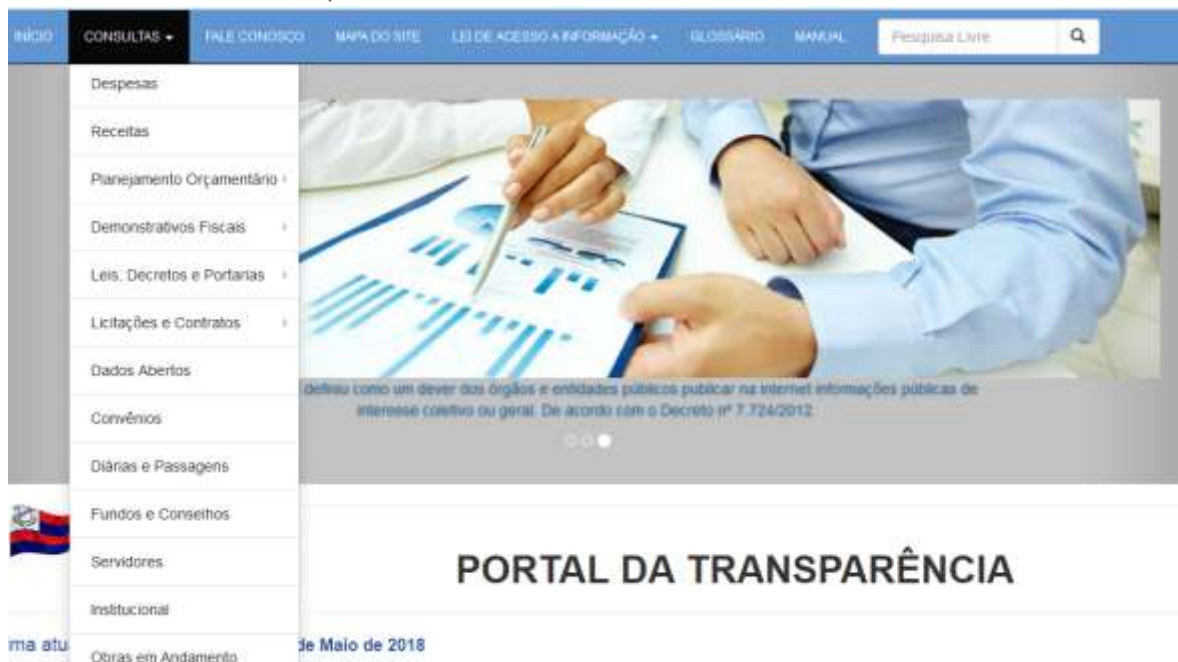 INÍCIO CONSULTAS FALE CONOSCO MAPA DO SITE LEI DE ACESSO A INFORMAÇÃO GLOSSÁRIO MANUAL Pesquisa Livre
Despesas
Receitas
Planejamento Orçamentário
Demonstrativos Fiscais
Leis, Decretos e Portarias
Licitações e Contratos
Dados Abertos
Convênios
Diárias e Passagens
Fundos e Conselhos
Servidores
Institucional
Obras em Andamento
definiu como um dever dos órgãos e entidades públicos publicar na internet informações públicas de
interesse coletivo ou geral. De acordo com o Decreto nº 7.724/2012.
PORTAL DA TRANSPARÊNCIA
ma atu de Maio de 2018